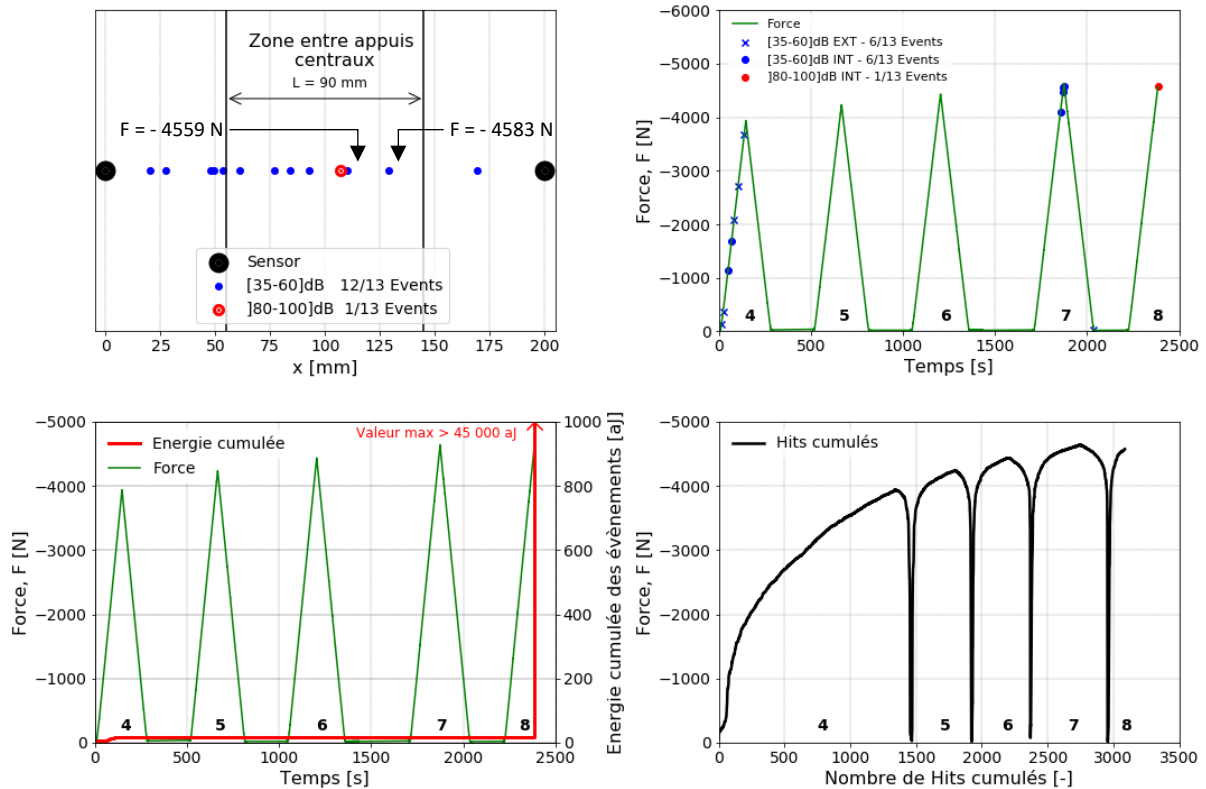 Zone entre appuis
centraux
L = 90 mm
F = - 4559 N
F = - 4583 N
Sensor
[35-60]dB 12/13 Events
]80-100]dB 1/13 Events
0 25 50 75 100 125 150 175 200
x [mm]
−6000
−5000
−4000
−3000
−2000
−1000
0
Force, F [N]
Force
[35-60]dB EXT - 6/13 Events
[35-60]dB INT - 6/13 Events
]80-100]dB INT - 1/13 Events
4 5 6 7 8
0 500 1000 1500 2000 2500
Temps [s]
−5000
−4000
−3000
−2000
−1000
0
Force, F [N]
Energie cumulée
Force
Valeur max > 45 000 aJ
4 5 6 7 8
1000
800
600
400
200
0
Energie cumulée des évènements [aJ]
0 500 1000 1500 2000 2500
Temps [s]
−5000
−4000
−3000
−2000
−1000
0
Force, F [N]
Hits cumulés
4 5 6 7 8
0 500 1000 1500 2000 2500 3000 3500
Nombre de Hits cumulés [-]